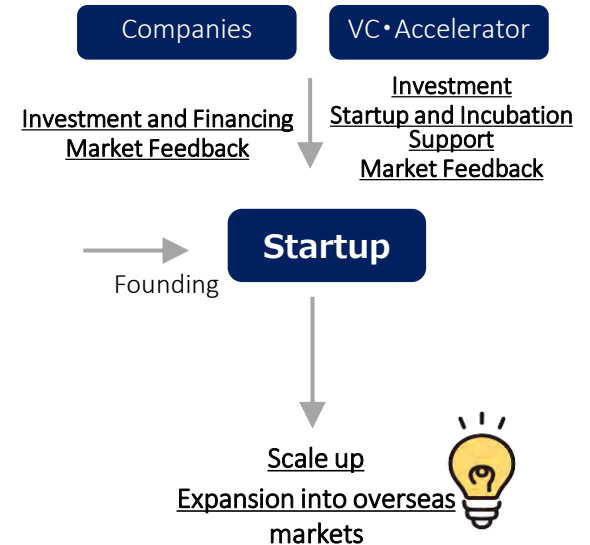 Companies
VC・Accelerator
Investment and Financing
Market Feedback
Investment
Startup and Incubation
Support
Market Feedback
Startup
Founding
Scale up
Expansion into overseas
markets